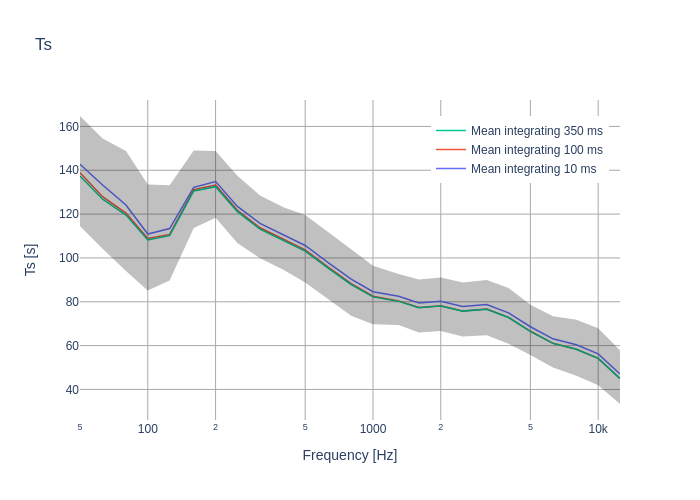 Ts
Mean integrating 350 ms
Mean integrating 100 ms
Mean integrating 10 ms
160
140
120
100
80
60
40
Ts [s]
5 100 2 5 1000 2 5 10k
Frequency [Hz]